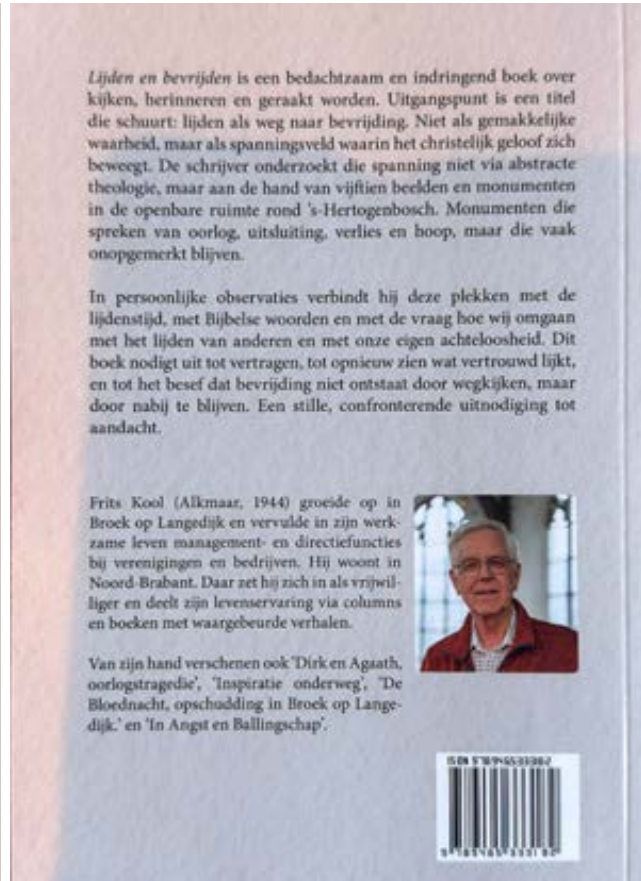 Lijden en bevrijden is een bedachtzaam en indringend boek over
kijken, herinneren en geraakt worden. Uitgangspunt is een titel
die schuurt: lijden als weg naar bevrijding. Niet als gemakkelijke
waarheid, maar als spanningsveld waarin het christelijk geloof zich
beweegt. De schrijver onderzoekt die spanning niet via abstracte
theologie, maar aan de hand van vijftien beelden en monumenten
in de openbare ruimte rond 's-Hertogenbosch. Monumenten die
spreken van oorlog, uitsluiting, verlies en hoop, maar die vaak
onopgemerkt blijven.
In persoonlijke observaties verbindt hij deze plekken met de
lijdenstijd, met Bijbelse woorden en met de vraag hoe wij omgaan
met het lijden van anderen en met onze eigen achteloosheid. Dit
boek nodigt uit tot vertragen, tot opnieuw zien wat vertrouwd lijkt,
en tot het besef dat bevrijding niet ontstaat door wegkijken, maar
door nabij te blijven. Een stille, confronterende uitnodiging tot
aandacht.
Frits Kool (Alkmaar, 1944) groeide op in
Broek op Langedijk en vervulde in zijn werk-
zame leven management- en directiefuncties
bij verenigingen en bedrijven. Hij woont in
Noord-Brabant. Daar zet hij zich in als vrijwil-
liger en deelt zijn levenservaring via columns
en boeken met waargebeurde verhalen.
Van zijn hand verschenen ook 'Dirk en Agaath,
oorlogstragedie', 'Inspiratie onderweg', 'De
Bloednacht, opschudding in Broek op Lange-
dijk.' en 'In Angst en Ballingschap'.
ISBN